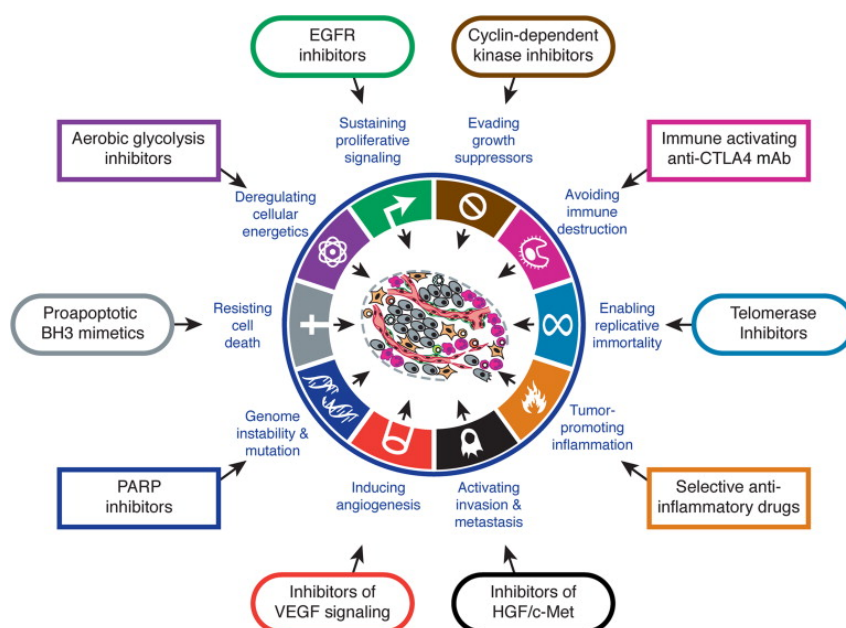 EGFR
inhibitors
Cyclin-dependent
kinase inhibitors
Sustaining
proliferative
signaling
Evading
growth
suppressors
Aerobic glycolysis
inhibitors
Immune activating
anti-CTLA4 mAb
Deregulating
cellular
energetics
Avoiding
immune
destruction
Proapoptotic
BH3 mimetics
Resisting
cell
death
Enabling
replicative
immortality
Telomerase
Inhibitors
Genome
instability &
mutation
Tumor-
promoting
inflammation
PARP
inhibitors
Inducing
angiogenesis
Activating
invasion &
metastasis
Selective anti-
inflammatory drugs
Inhibitors of
VEGF signaling
Inhibitors of
HGF/c-Met